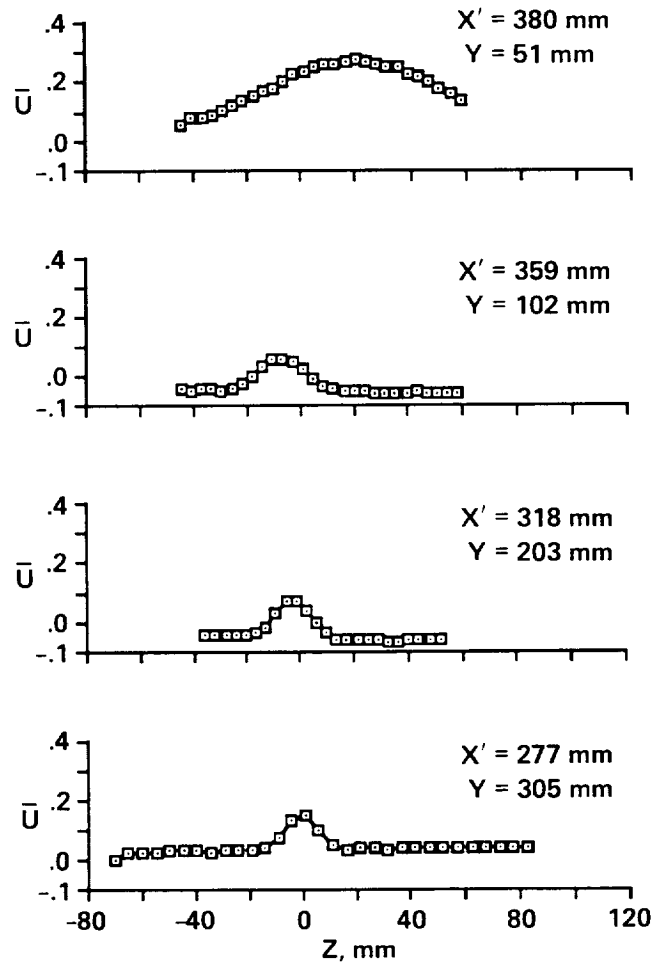 X′ = 380 mm
Y = 51 mm
Ū
.4
.2
.0
−.1
X′ = 359 mm
Y = 102 mm
Ū
.4
.2
.0
−.1
X′ = 318 mm
Y = 203 mm
Ū
.4
.2
.0
−.1
X′ = 277 mm
Y = 305 mm
Ū
.4
.2
.0
−.1
−80 −40 0 40 80 120
Z, mm